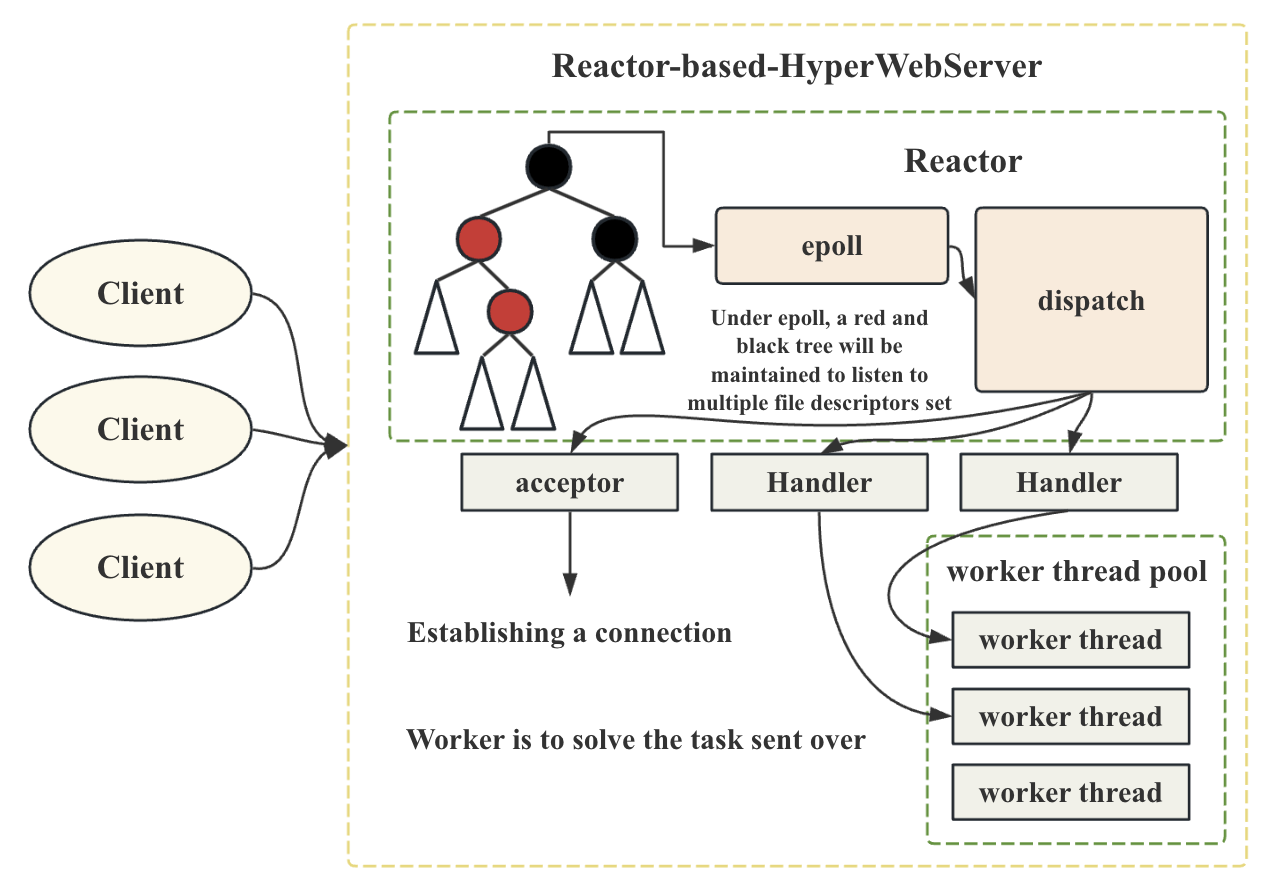 Reactor-based-HyperWebServer
Reactor
epoll
dispatch
Under epoll, a red and
black tree will be
maintained to listen to
multiple file descriptors set
Client
Client
Client
acceptor
Handler
Handler
Establishing a connection
Worker is to solve the task sent over
worker thread pool
worker thread
worker thread
worker thread